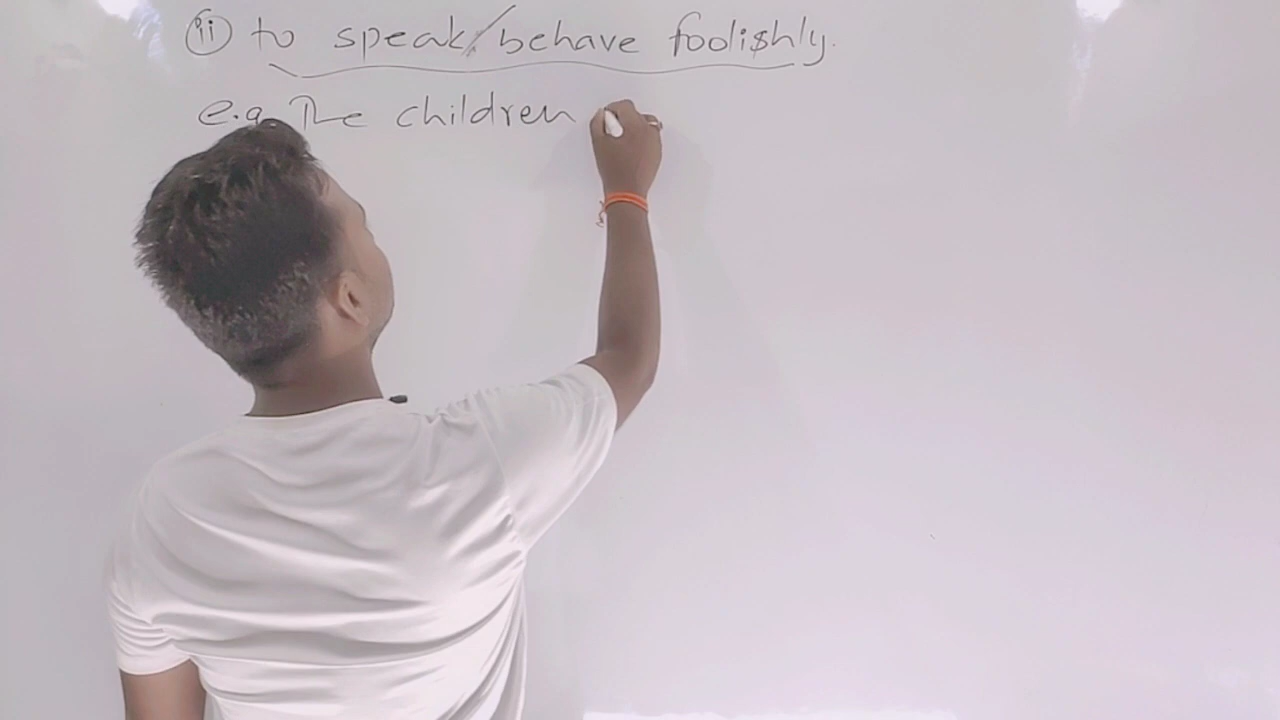 (ii) to speak/behave foolishly.
e.g. The children